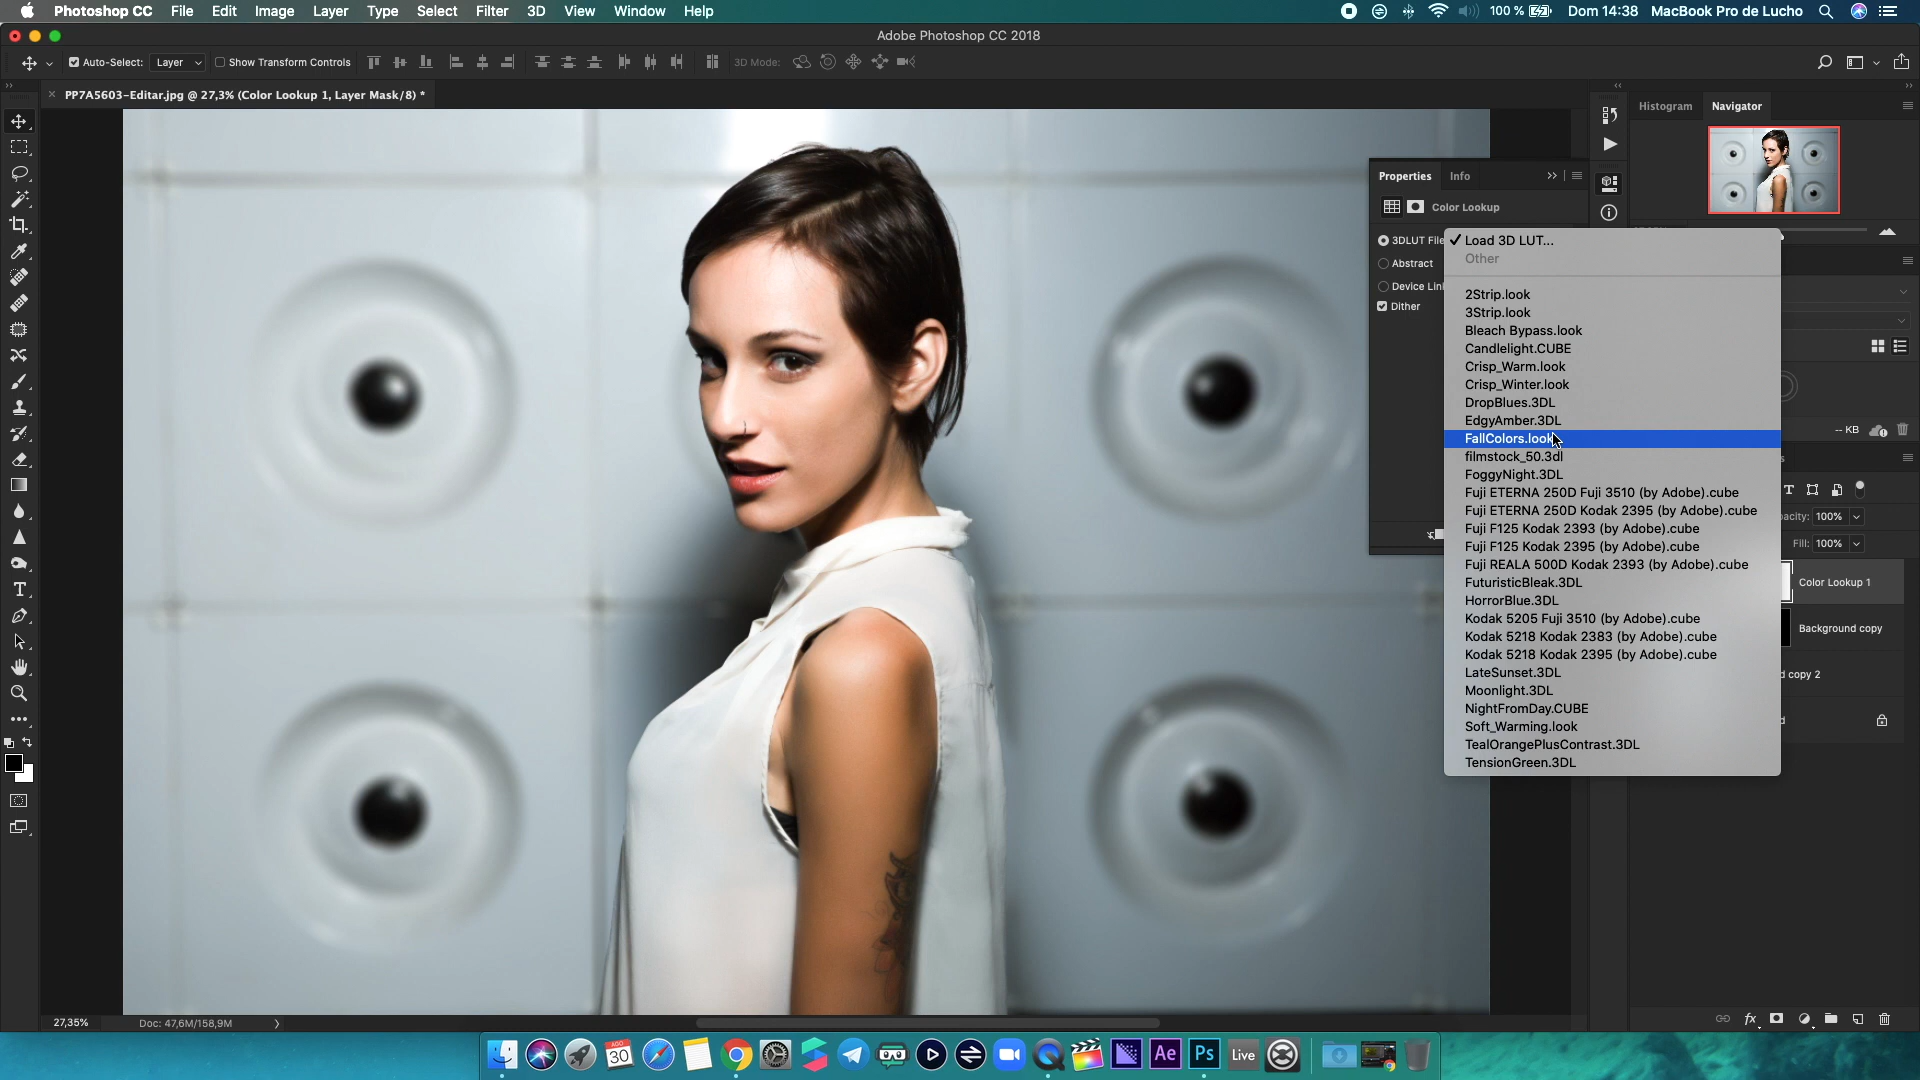 Photoshop CC File Edit Image Layer Type Select Filter 3D View Window Help 100 % Dom 14:38 MacBook Pro de Lucho
Adobe Photoshop CC 2018
Auto-Select: Layer Show Transform Controls 3D Mode:
PP7A5603-Editar.jpg @ 27,3% (Color Lookup 1, Layer Mask/8) *
Histogram Navigator
Properties Info
Color Lookup
3DLUT File
Abstract
Device Lin
Dither
Load 3D LUT...
Other
2Strip.look
3Strip.look
Bleach Bypass.look
Candlelight.CUBE
Crisp_Warm.look
Crisp_Winter.look
DropBlues.3DL
EdgyAmber.3DL
FallColors.look
filmstock_50.3dl
FoggyNight.3DL
Fuji ETERNA 250D Fuji 3510 (by Adobe).cube
Fuji ETERNA 250D Kodak 2395 (by Adobe).cube
Fuji F125 Kodak 2393 (by Adobe).cube
Fuji F125 Kodak 2395 (by Adobe).cube
Fuji REALA 500D Kodak 2393 (by Adobe).cube
FuturisticBleak.3DL
HorrorBlue.3DL
Kodak 5205 Fuji 3510 (by Adobe).cube
Kodak 5218 Kodak 2383 (by Adobe).cube
Kodak 5218 Kodak 2395 (by Adobe).cube
LateSunset.3DL
Moonlight.3DL
NightFromDay.CUBE
Soft_Warming.look
TealOrangePlusContrast.3DL
TensionGreen.3DL
-- KB
pacity: 100%
Fill: 100%
Color Lookup 1
Background copy
d copy 2
d
27,35% Doc: 47,6M/158,9M
fx
AGO
30
Ae Ps Live